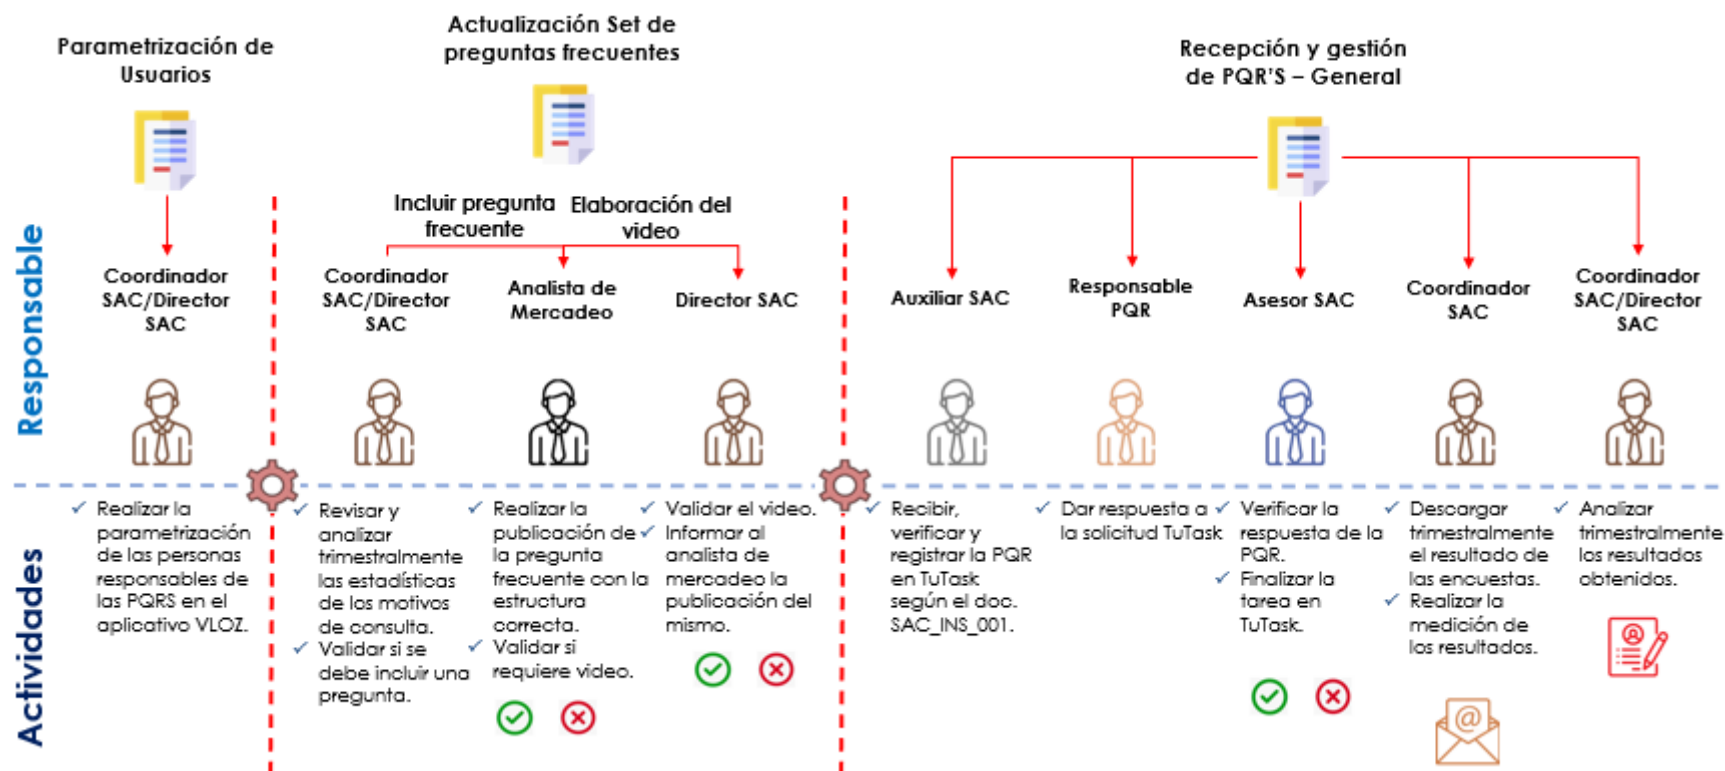 Parametrización de
Usuarios
Actualización Set de
preguntas frecuentes
Recepción y gestión
de PQR'S – General
Incluir pregunta
frecuente
Elaboración del
video
Responsable
Coordinador
SAC/Director
SAC
Coordinador
SAC/Director
SAC
Analista de
Mercadeo
Director SAC
Auxiliar SAC
Responsable
PQR
Asesor SAC
Coordinador
SAC
Coordinador
SAC/Director
SAC
Actividades
✓ Realizar la
parametrización
de las personas
responsables de
las PQRS en el
aplicativo VLOZ.
✓ Revisar y
analizar
trimestralmente
las estadísticas
de los motivos
de consulta.
✓ Validar si se
debe incluir una
pregunta.
✓ Realizar la
publicación de
la pregunta
frecuente con la
estructura
correcta.
✓ Validar si
requiere video.
✓ Validar el video.
✓ Informar al
analista de
mercadeo la
publicación del
mismo.
✓ Recibir,
verificar y
registrar la PQR
en TuTask
según el doc.
SAC_INS_001.
✓ Dar respuesta a
la solicitud TuTask
✓ Verificar la
respuesta de la
PQR.
✓ Finalizar la
tarea en
TuTask.
✓ Descargar
trimestralmente
el resultado de
las encuestas.
✓ Realizar la
medición de
los resultados.
✓ Analizar
trimestralmente
los resultados
obtenidos.